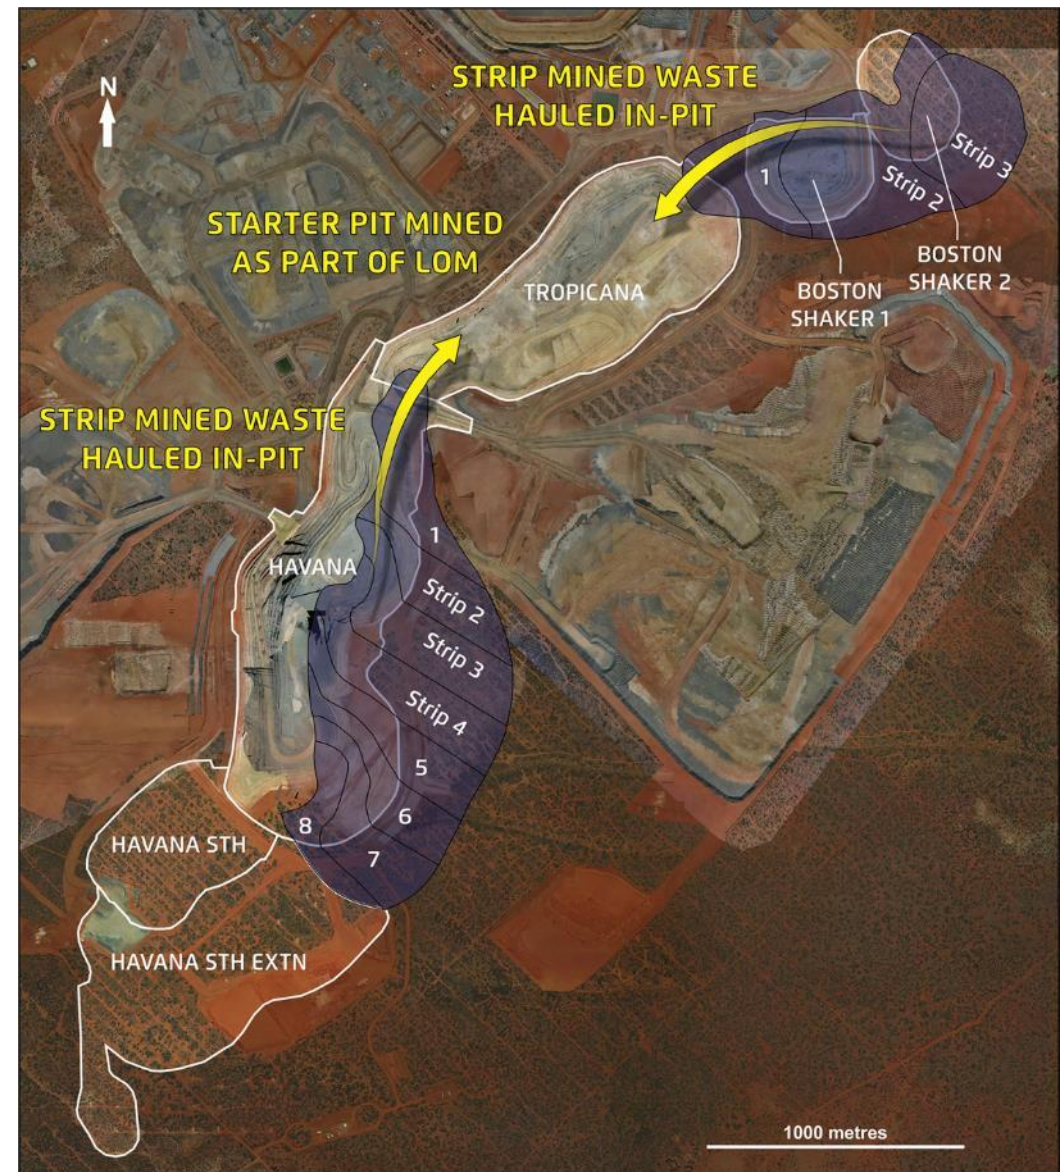 N
STRIP MINED WASTE
HAULED IN-PIT
1
Strip 2
Strip 3
BOSTON
SHAKER 1
BOSTON
SHAKER 2
STARTER PIT MINED
AS PART OF LOM
TROPICANA
STRIP MINED WASTE
HAULED IN-PIT
HAVANA
1
Strip 2
Strip 3
Strip 4
5
6
7
8
HAVANA STH
HAVANA STH EXTN
1000 metres